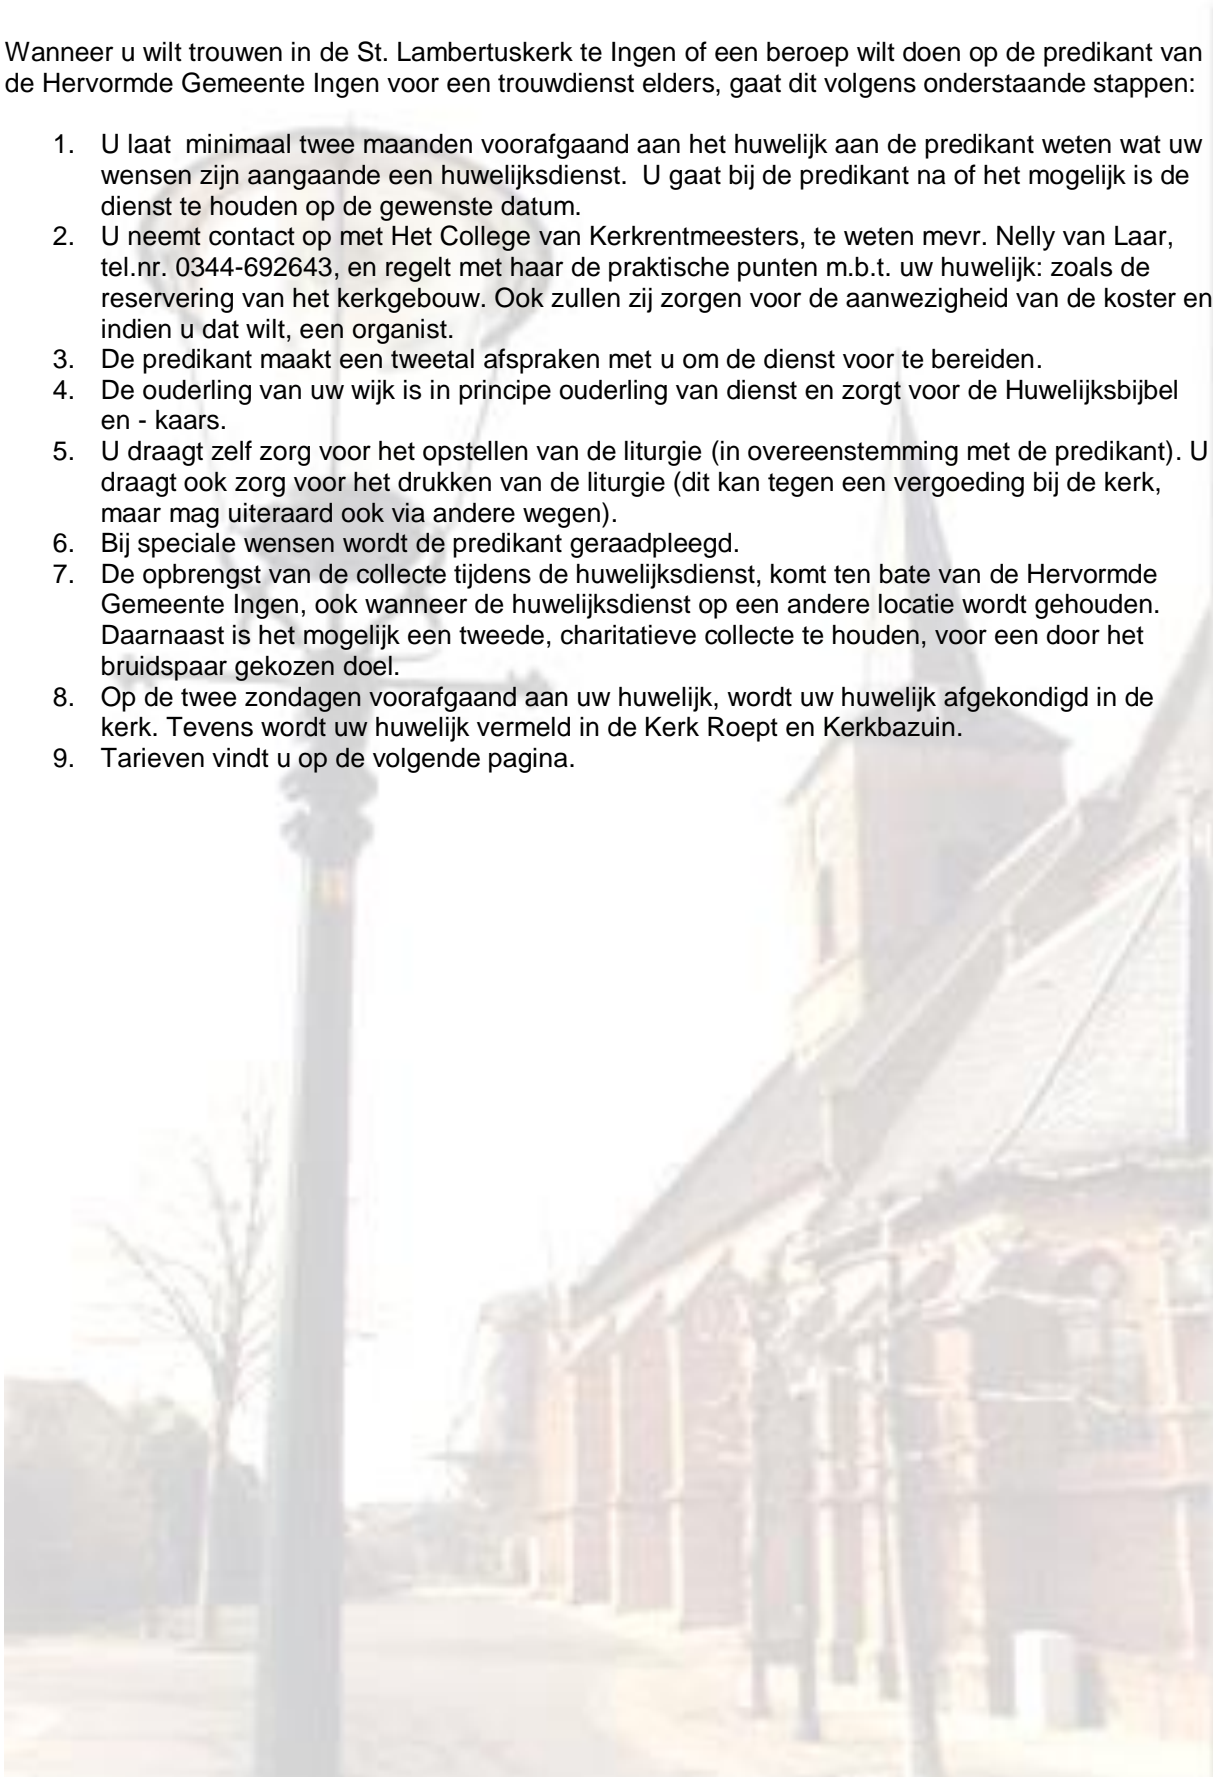 Wanneer u wilt trouwen in de St. Lambertuskerk te Ingen of een beroep wilt doen op de predikant van
de Hervormde Gemeente Ingen voor een trouwdienst elders, gaat dit volgens onderstaande stappen:
1. U laat  minimaal twee maanden voorafgaand aan het huwelijk aan de predikant weten wat uw
wensen zijn aangaande een huwelijksdienst.  U gaat bij de predikant na of het mogelijk is de
dienst te houden op de gewenste datum.
2. U neemt contact op met Het College van Kerkrentmeesters, te weten mevr. Nelly van Laar,
tel.nr. 0344-692643, en regelt met haar de praktische punten m.b.t. uw huwelijk: zoals de
reservering van het kerkgebouw. Ook zullen zij zorgen voor de aanwezigheid van de koster en
indien u dat wilt, een organist.
3. De predikant maakt een tweetal afspraken met u om de dienst voor te bereiden.
4. De ouderling van uw wijk is in principe ouderling van dienst en zorgt voor de Huwelijksbijbel
en - kaars.
5. U draagt zelf zorg voor het opstellen van de liturgie (in overeenstemming met de predikant). U
draagt ook zorg voor het drukken van de liturgie (dit kan tegen een vergoeding bij de kerk,
maar mag uiteraard ook via andere wegen).
6. Bij speciale wensen wordt de predikant geraadpleegd.
7. De opbrengst van de collecte tijdens de huwelijksdienst, komt ten bate van de Hervormde
Gemeente Ingen, ook wanneer de huwelijksdienst op een andere locatie wordt gehouden.
Daarnaast is het mogelijk een tweede, charitatieve collecte te houden, voor een door het
bruidspaar gekozen doel.
8. Op de twee zondagen voorafgaand aan uw huwelijk, wordt uw huwelijk afgekondigd in de
kerk. Tevens wordt uw huwelijk vermeld in de Kerk Roept en Kerkbazuin.
9. Tarieven vindt u op de volgende pagina.